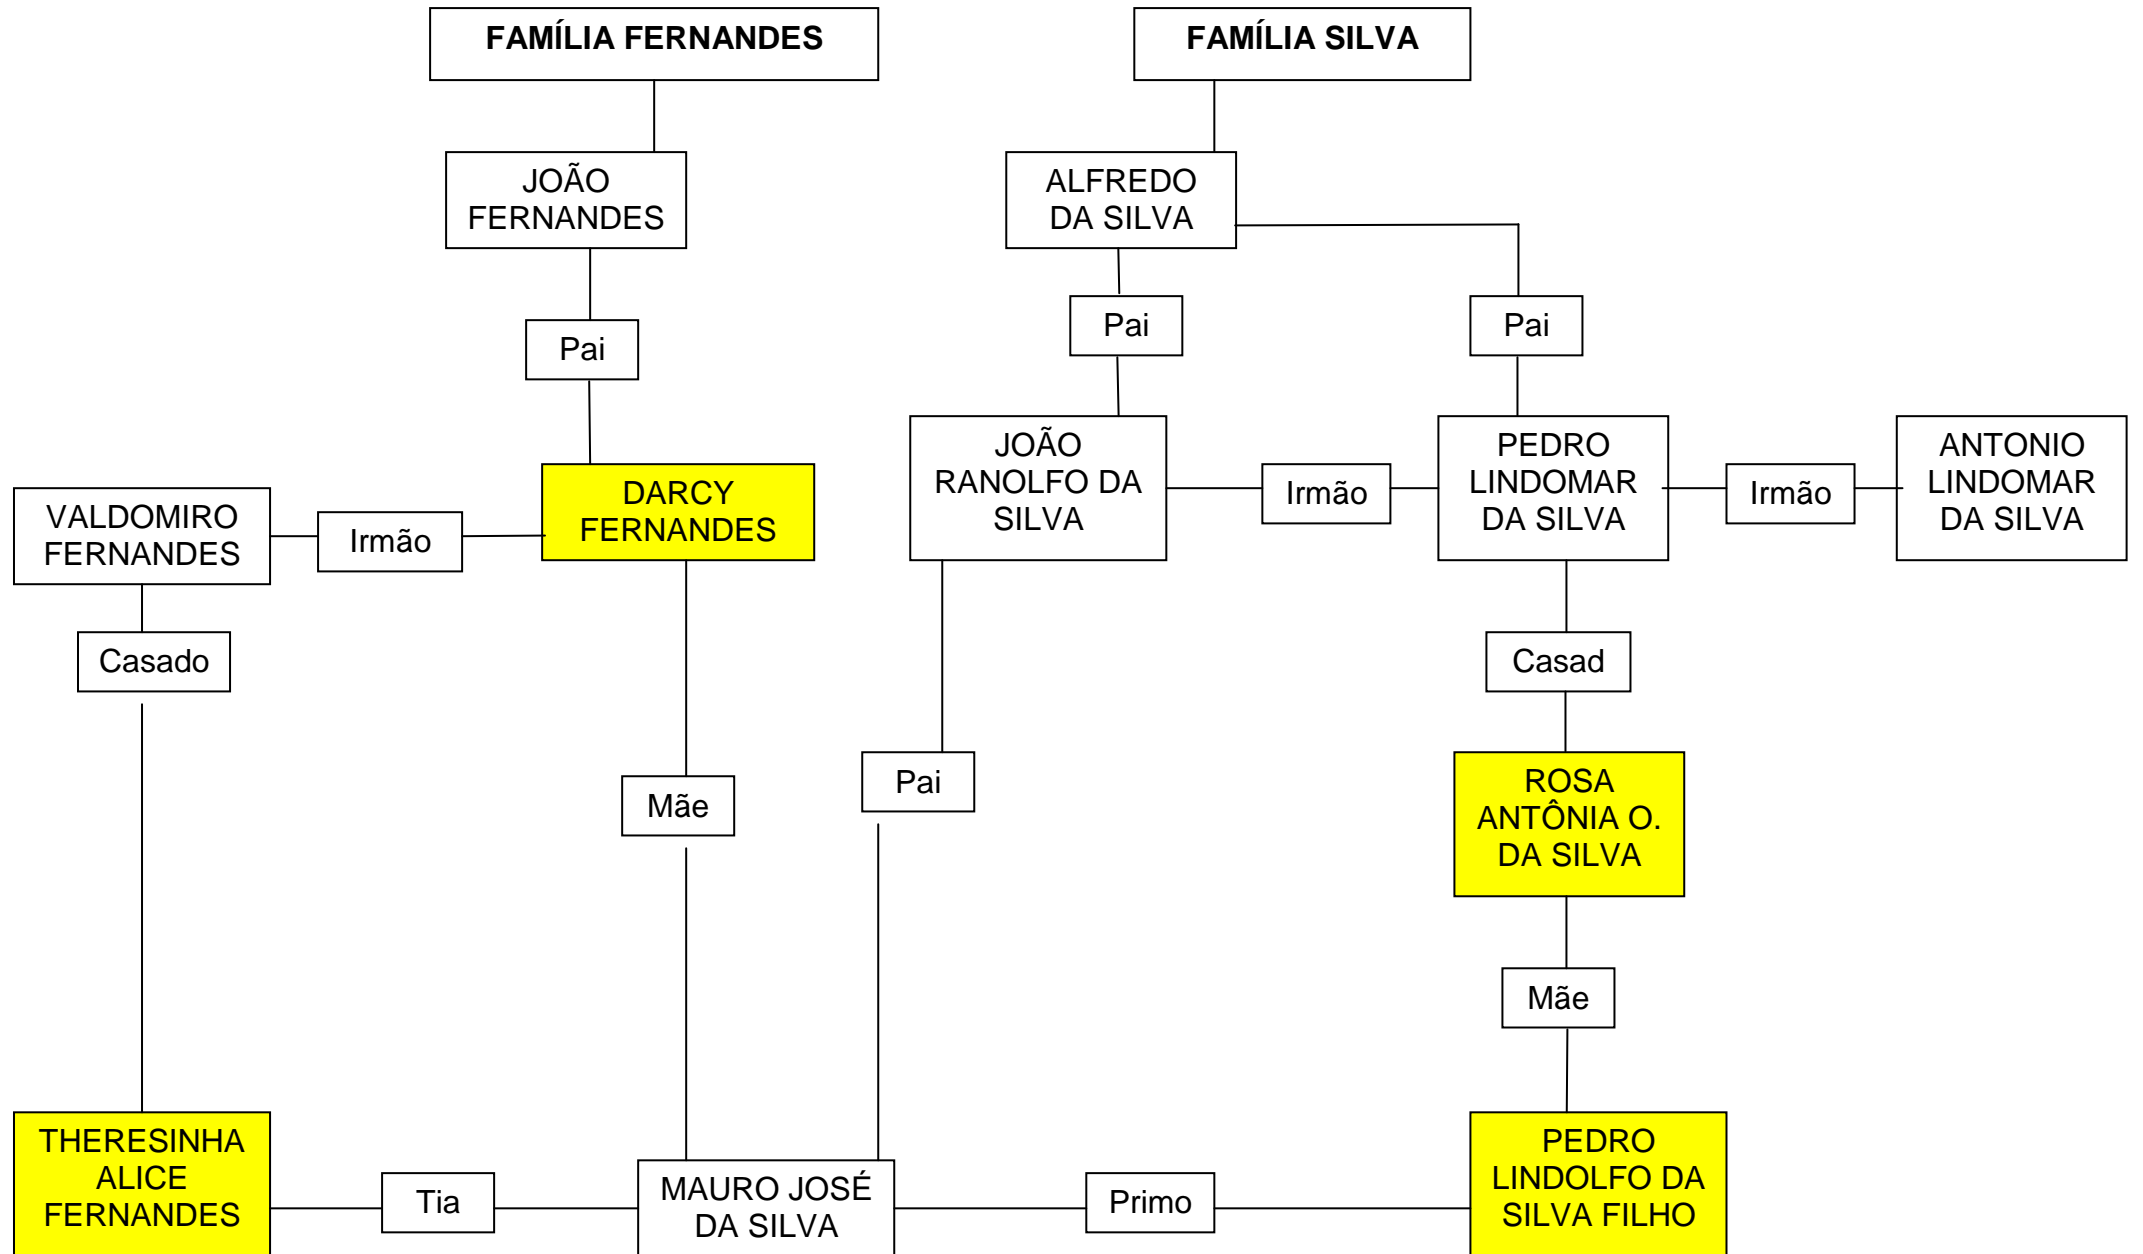 FAMÍLIA FERNANDES
FAMÍLIA SILVA
JOÃO
FERNANDES
ALFREDO
DA SILVA
Pai
Pai
Pai
JOÃO
RANOLFO DA
SILVA
Irmão
PEDRO
LINDOMAR
DA SILVA
Irmão
ANTONIO
LINDOMAR
DA SILVA
VALDOMIRO
FERNANDES
Irmão
DARCY
FERNANDES
Casado
Casad
Mãe
Pai
ROSA
ANTÔNIA O.
DA SILVA
Mãe
THERESINHA
ALICE
FERNANDES
Tia
MAURO JOSÉ
DA SILVA
Primo
PEDRO
LINDOLFO DA
SILVA FILHO